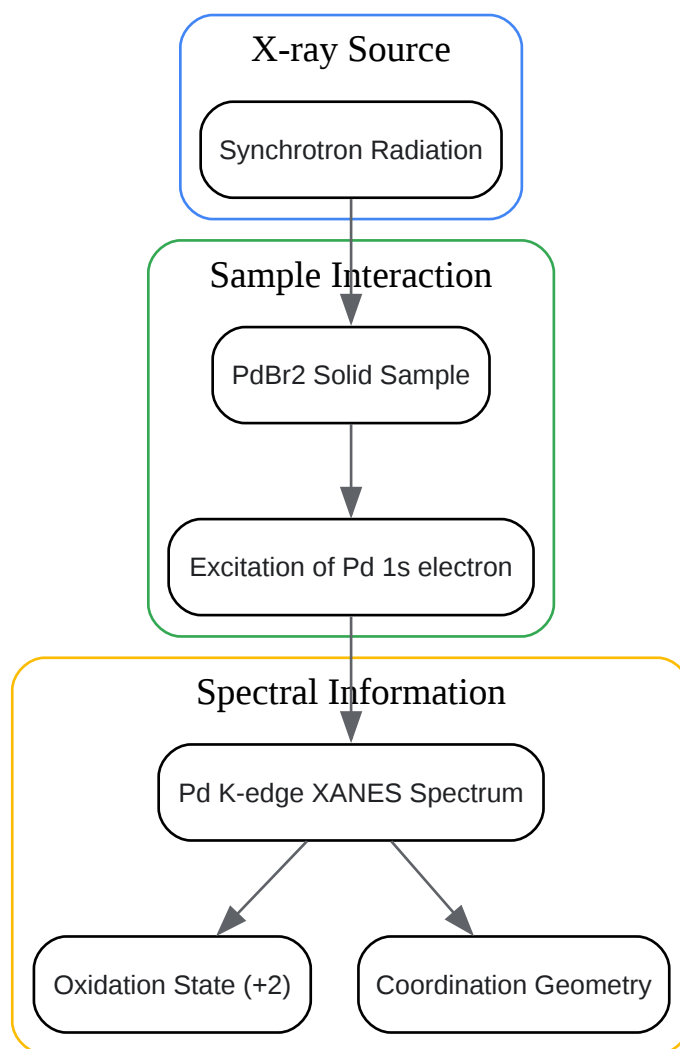 X-ray Source
Synchrotron Radiation
Sample Interaction
PdBr2 Solid Sample
Excitation of Pd 1s electron
Spectral Information
Pd K-edge XANES Spectrum
Oxidation State (+2)
Coordination Geometry